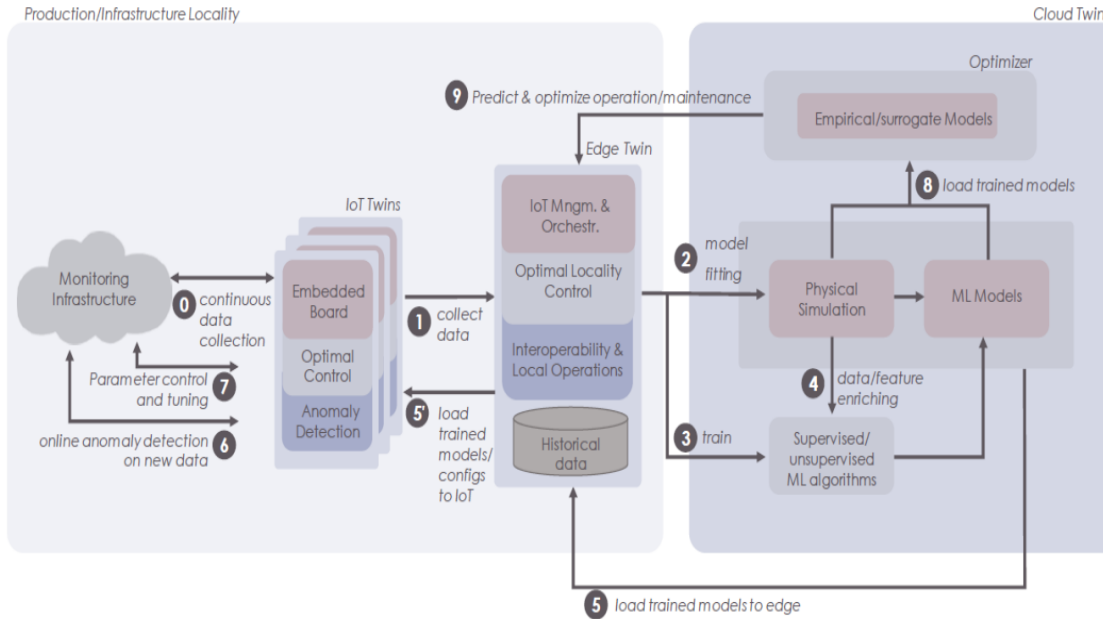 Production/Infrastructure Locality
Cloud Twin
Optimizer
9 Predict & optimize operation/maintenance
Empirical/surrogate Models
Edge Twin
8 load trained models
IoT Twins
IoT Mngm. &
Orchestr.
Monitoring
Infrastructure
0 continuous
data
collection
Embedded
Board
1 collect
data
Optimal Locality
Control
2 model
fitting
Physical
Simulation
ML Models
Optimal
Control
Interoperability &
Local Operations
Parameter control
and tuning 7
4 data/feature
enriching
online anomaly detection
on new data 6
Anomaly
Detection
5' load
trained
models/
configs
to IoT
Historical
data
3 train
Supervised/
unsupervised
ML algorithms
5 load trained models to edge